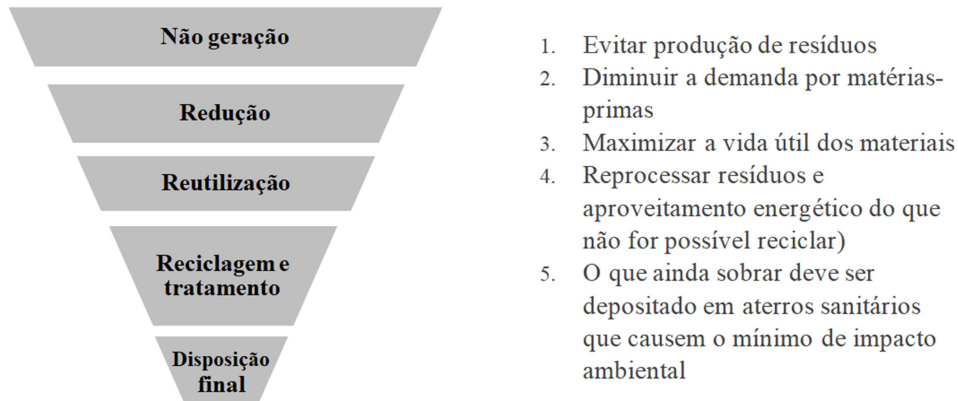 Não geração
Redução
Reutilização
Reciclagem e
tratamento
Disposição
final
1. Evitar produção de resíduos
2. Diminuir a demanda por matérias-
primas
3. Maximizar a vida útil dos materiais
4. Reprocessar resíduos e
aproveitamento energético do que
não for possível reciclar)
5. O que ainda sobrar deve ser
depositado em aterros sanitários
que causem o mínimo de impacto
ambiental